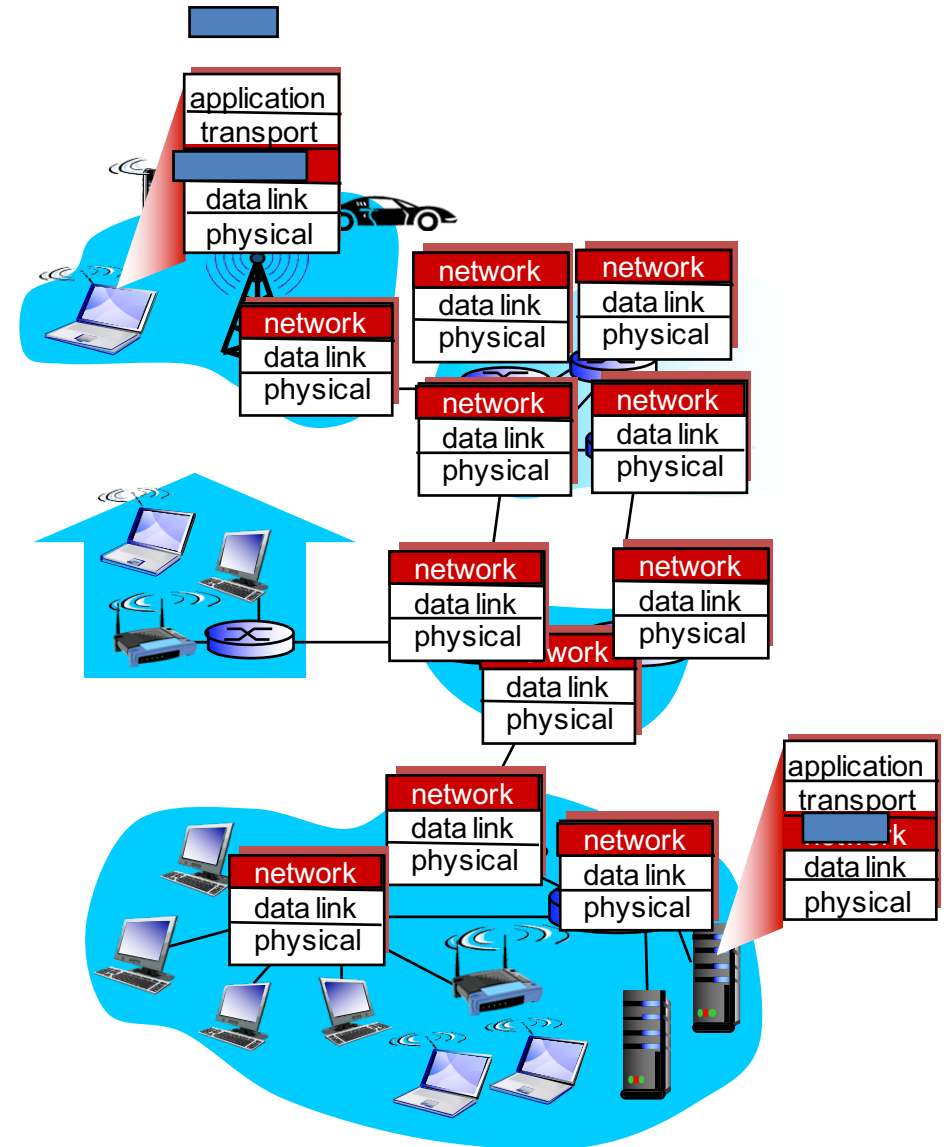 application
transport
data link
physical
network
data link
physical
network
data link
physical
network
data link
physical
network
data link
physical
network
data link
physical
network
data link
physical
network
data link
physical
work
data link
physical
application
transport
network
data link
physical
network
data link
physical
network
data link
physical
network
data link
physical